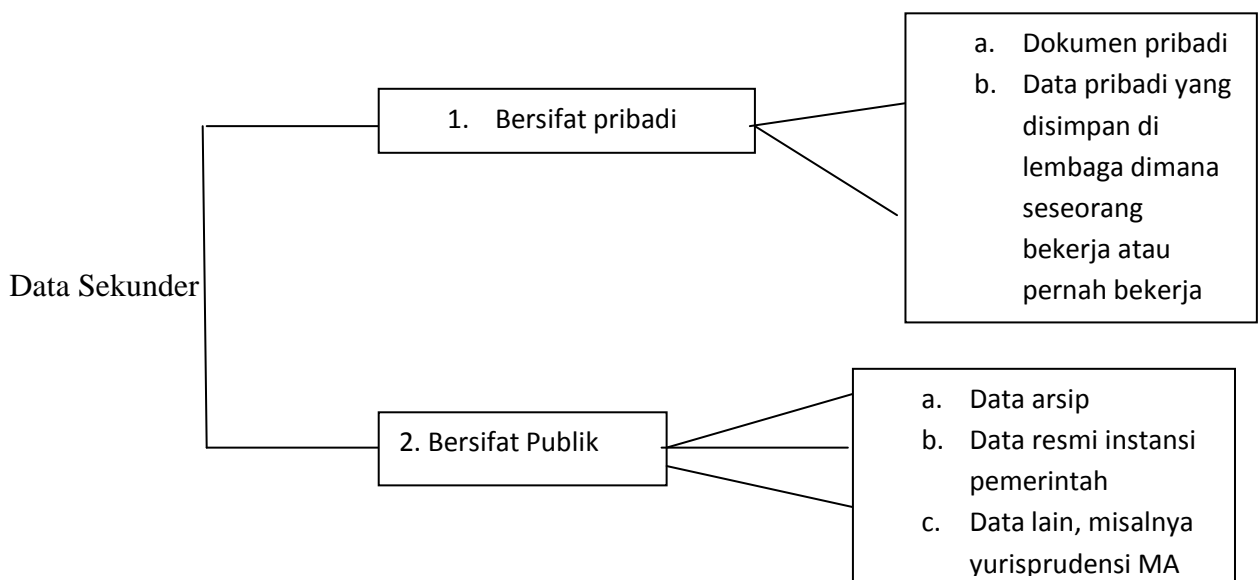 Data Sekunder
1. Bersifat pribadi
a. Dokumen pribadi
b. Data pribadi yang
disimpan di
lembaga dimana
seseorang
bekerja atau
pernah bekerja
2. Bersifat Publik
a. Data arsip
b. Data resmi instansi
pemerintah
c. Data lain, misalnya
yurisprudensi MA